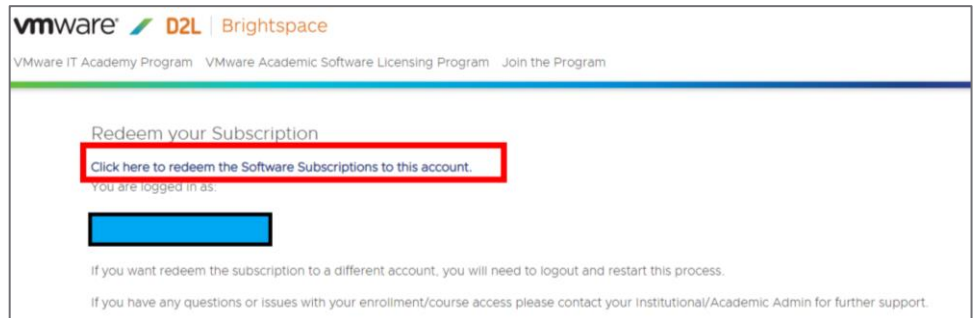 vmware D2L Brightspace
VMware IT Academy Program VMware Academic Software Licensing Program Join the Program
Redeem your Subscription
Click here to redeem the Software Subscriptions to this account.
You are logged in as:
If you want redeem the subscription to a different account, you will need to logout and restart this process.
If you have any questions or issues with your enrollment/course access please contact your Institutional/Academic Admin for further support.